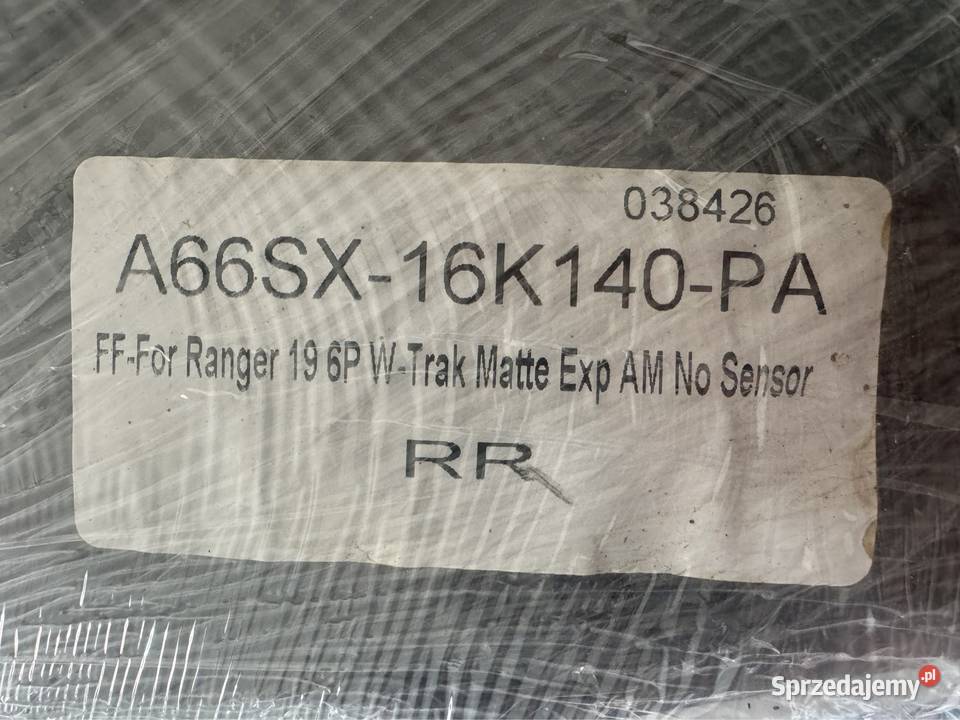 038426
A66SX-16K140-PA
FF-For Ranger 19 6P W-Trak Matte Exp AM No Sensor
RR
Sprzedajemy.pl